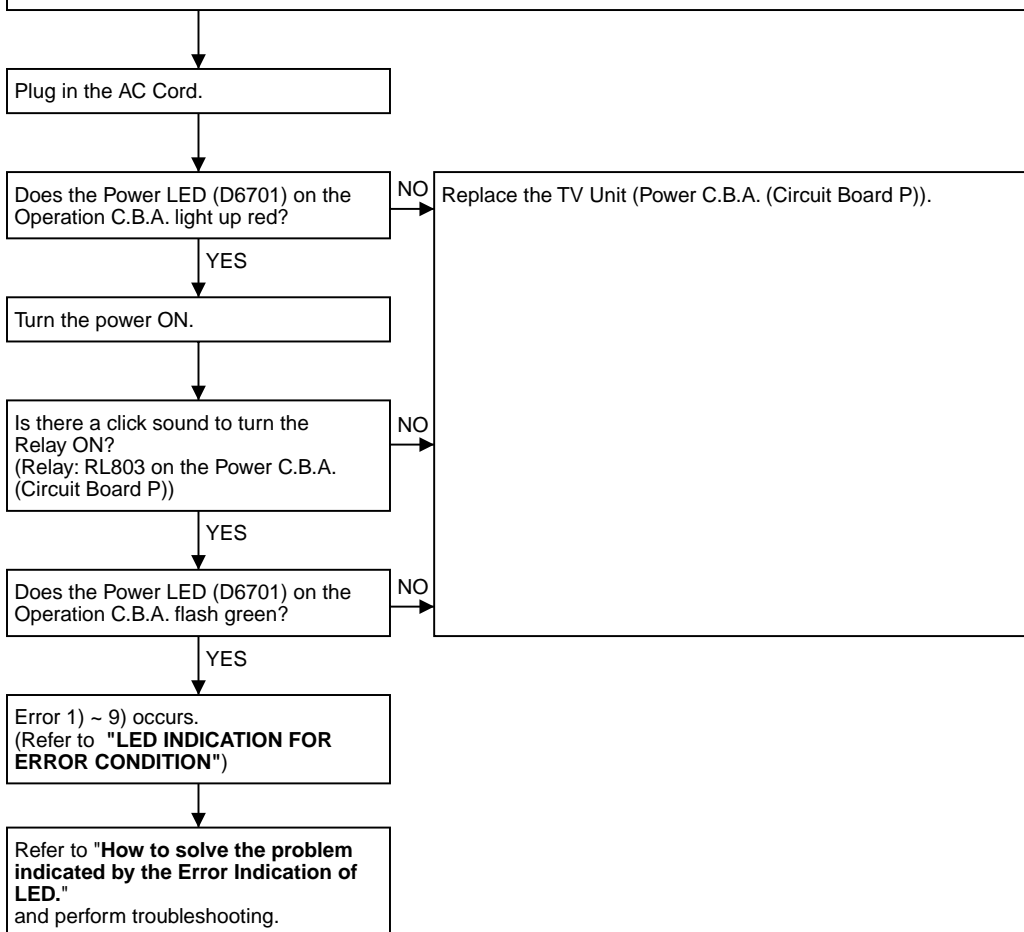 Plug in the AC Cord.
Does the Power LED (D6701) on the
Operation C.B.A. light up red?
NO
Replace the TV Unit (Power C.B.A. (Circuit Board P)).
YES
Turn the power ON.
Is there a click sound to turn the
Relay ON?
(Relay: RL803 on the Power C.B.A.
(Circuit Board P))
NO
YES
Does the Power LED (D6701) on the
Operation C.B.A. flash green?
NO
YES
Error 1) ~ 9) occurs.
(Refer to "LED INDICATION FOR
ERROR CONDITION")
Refer to "How to solve the problem
indicated by the Error Indication of
LED."
and perform troubleshooting.